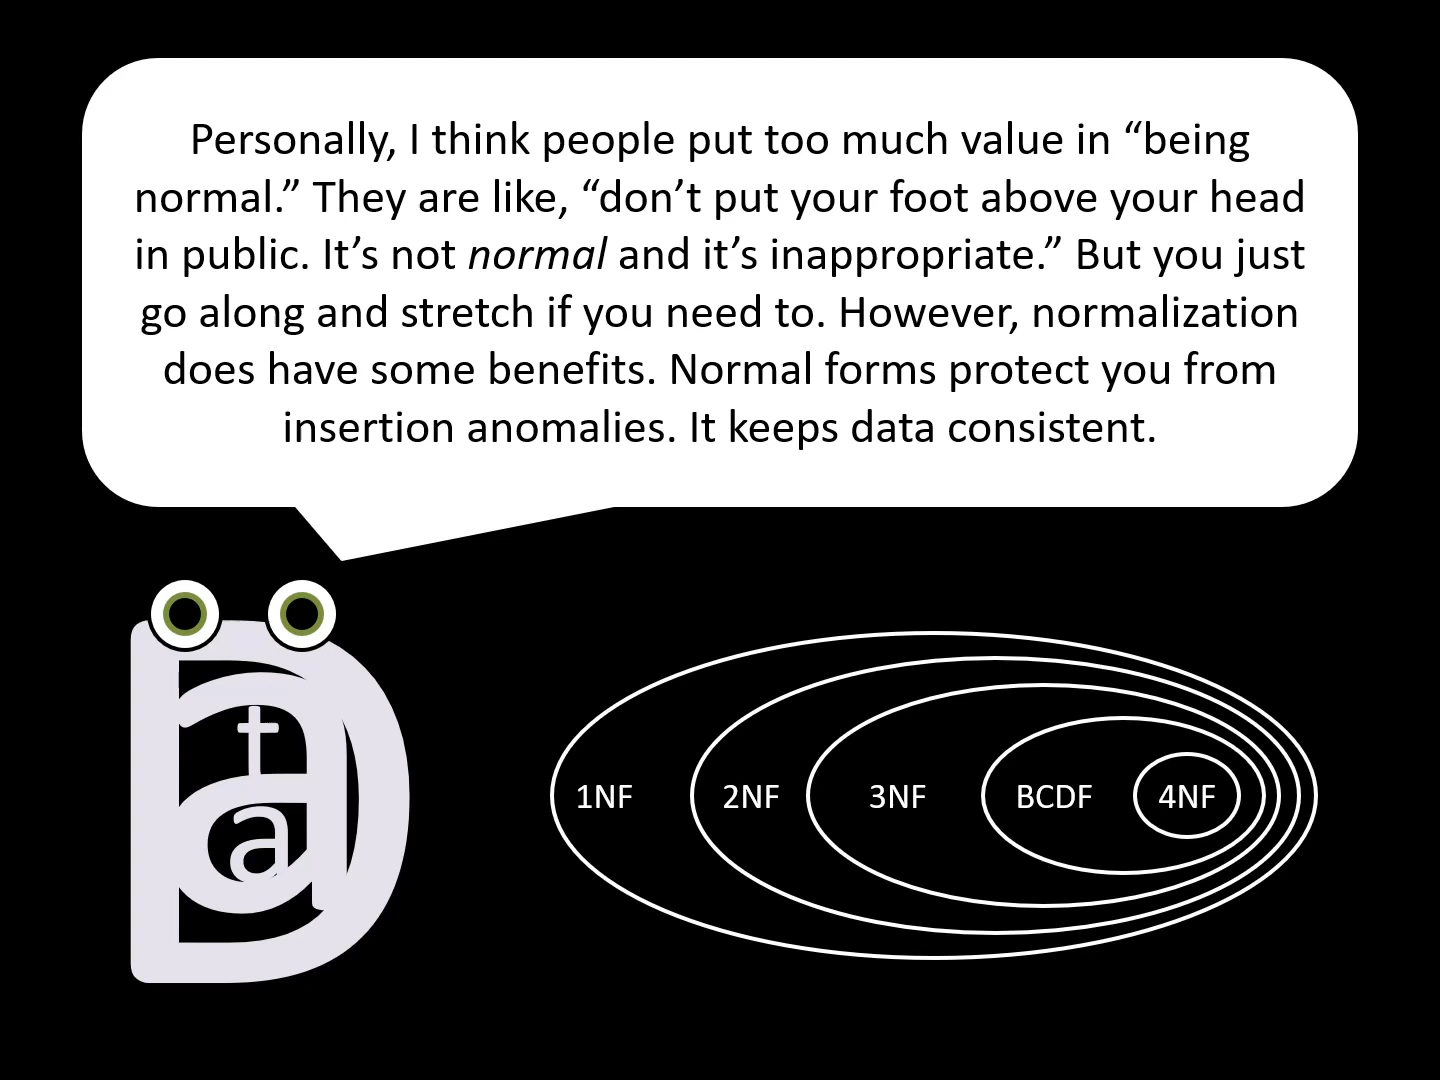 Personally, I think people put too much value in “being
normal.” They are like, “don’t put your foot above your head
in public. It’s not normal and it’s inappropriate.” But you just
go along and stretch if you need to. However, normalization
does have some benefits. Normal forms protect you from
insertion anomalies. It keeps data consistent.
Data
1NF 2NF 3NF BCDF 4NF